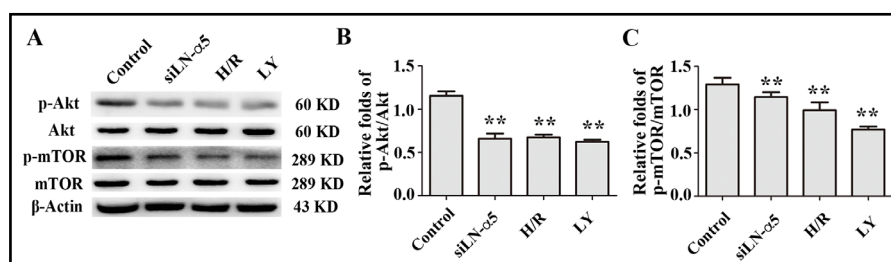 A
Control
siLN-α5
H/R
LY
p-Akt
60 KD
Akt
60 KD
p-mTOR
289 KD
mTOR
289 KD
β-Actin
43 KD
B
Relative folds of
p-Akt/Akt
1.5
1.0
0.5
0.0
**
**
**
Control
siLN-α5
H/R
LY
C
Relative folds of
p-mTOR/mTOR
1.5
1.0
0.5
0.0
**
**
**
Control
siLN-α5
H/R
LY